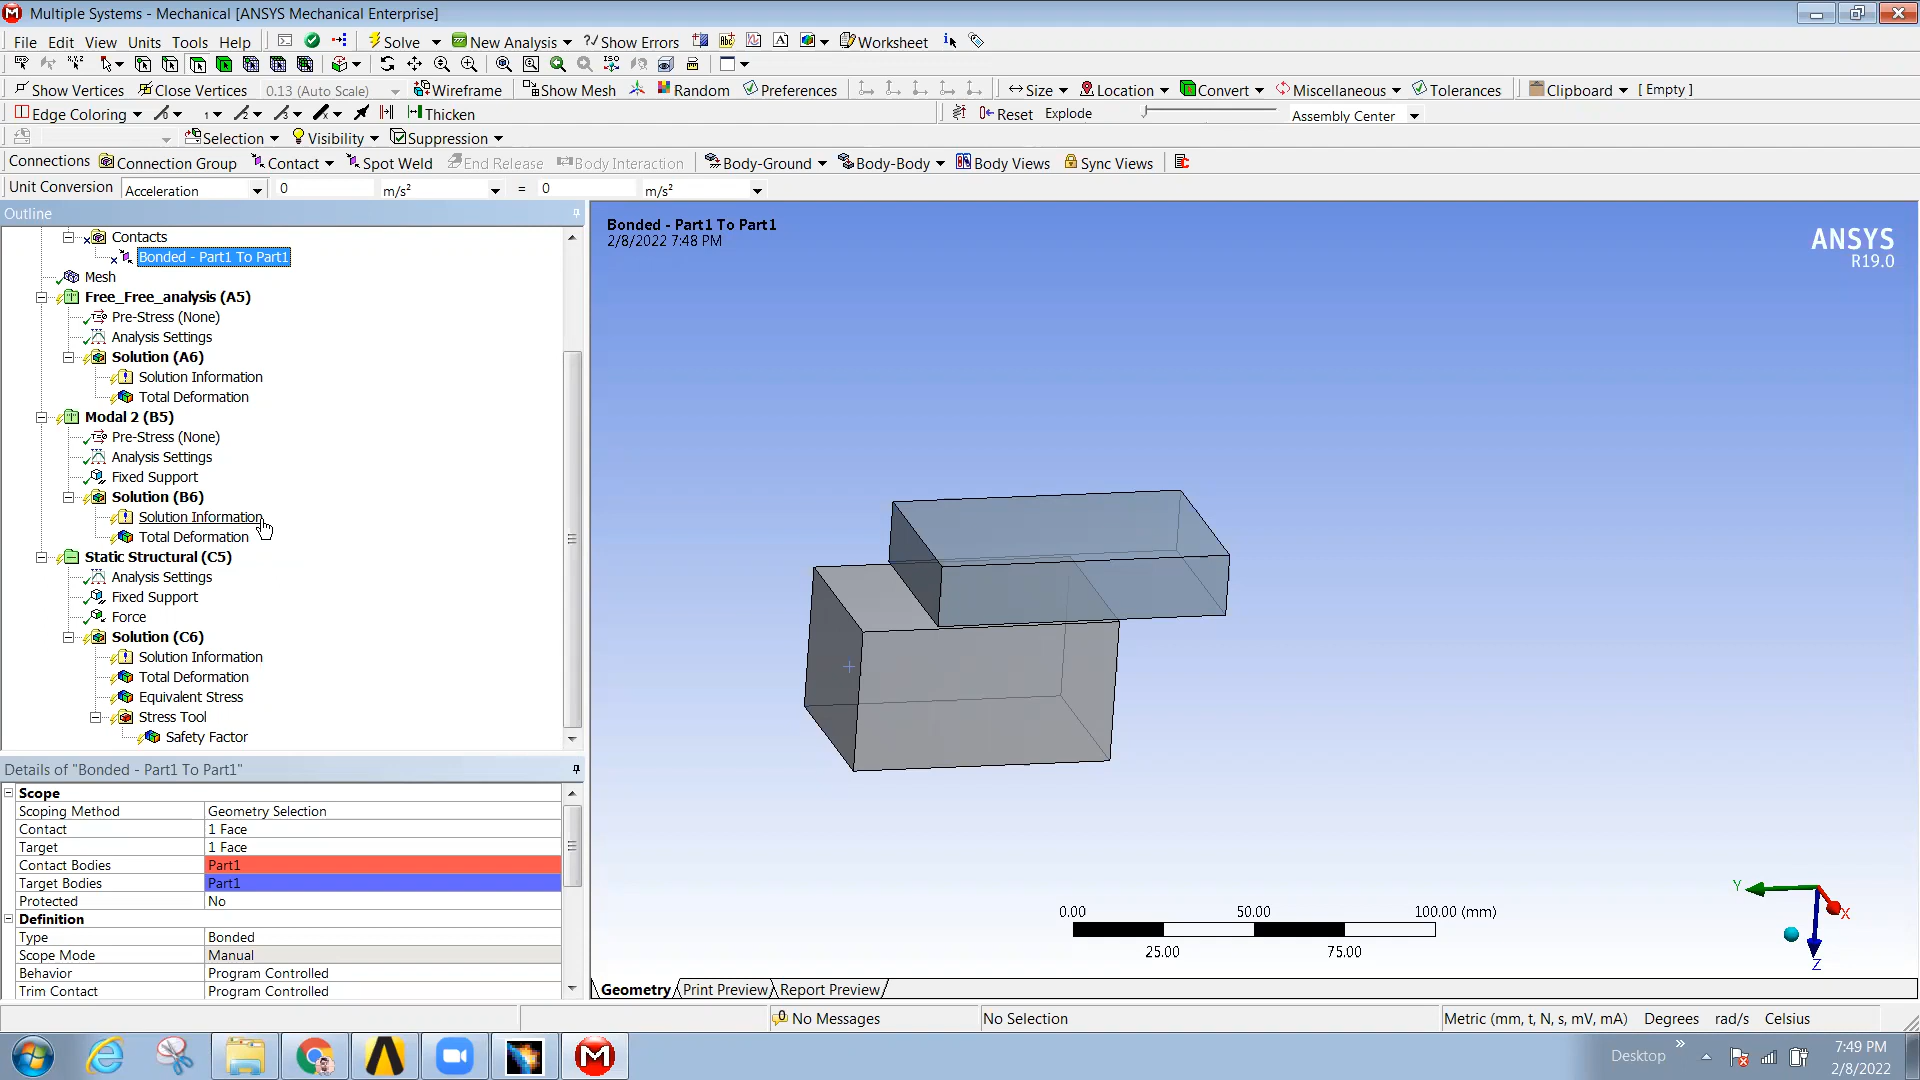 Multiple Systems - Mechanical [ANSYS Mechanical Enterprise]
File Edit View Units Tools Help Solve New Analysis ?/Show Errors Worksheet
Show Vertices Close Vertices 0.13 (Auto Scale) Wireframe Show Mesh Random Preferences Size Location Convert Miscellaneous Tolerances Clipboard [ Empty ]
Edge Coloring Thicken Reset Explode Assembly Center
Selection Visibility Suppression
Connections Connection Group Contact Spot Weld End Release Body Interaction Body-Ground Body-Body Body Views Sync Views
Unit Conversion Acceleration 0 m/s² = 0 m/s²
Outline
Contacts
Bonded - Part1 To Part1
Mesh
Free_Free_analysis (A5)
Pre-Stress (None)
Analysis Settings
Solution (A6)
Solution Information
Total Deformation
Modal 2 (B5)
Pre-Stress (None)
Analysis Settings
Fixed Support
Solution (B6)
Solution Information
Total Deformation
Static Structural (C5)
Analysis Settings
Fixed Support
Force
Solution (C6)
Solution Information
Total Deformation
Equivalent Stress
Stress Tool
Safety Factor
Details of "Bonded - Part1 To Part1"
Scope
Scoping Method Geometry Selection
Contact 1 Face
Target 1 Face
Contact Bodies Part1
Target Bodies Part1
Protected No
Definition
Type Bonded
Scope Mode Manual
Behavior Program Controlled
Trim Contact Program Controlled
Bonded - Part1 To Part1
2/8/2022 7:48 PM
ANSYS
R19.0
0.00 50.00 100.00 (mm)
25.00 75.00
Y
X
Z
Geometry Print Preview Report Preview
No Messages No Selection Metric (mm, t, N, s, mV, mA) Degrees rad/s Celsius
Desktop
7:49 PM
2/8/2022